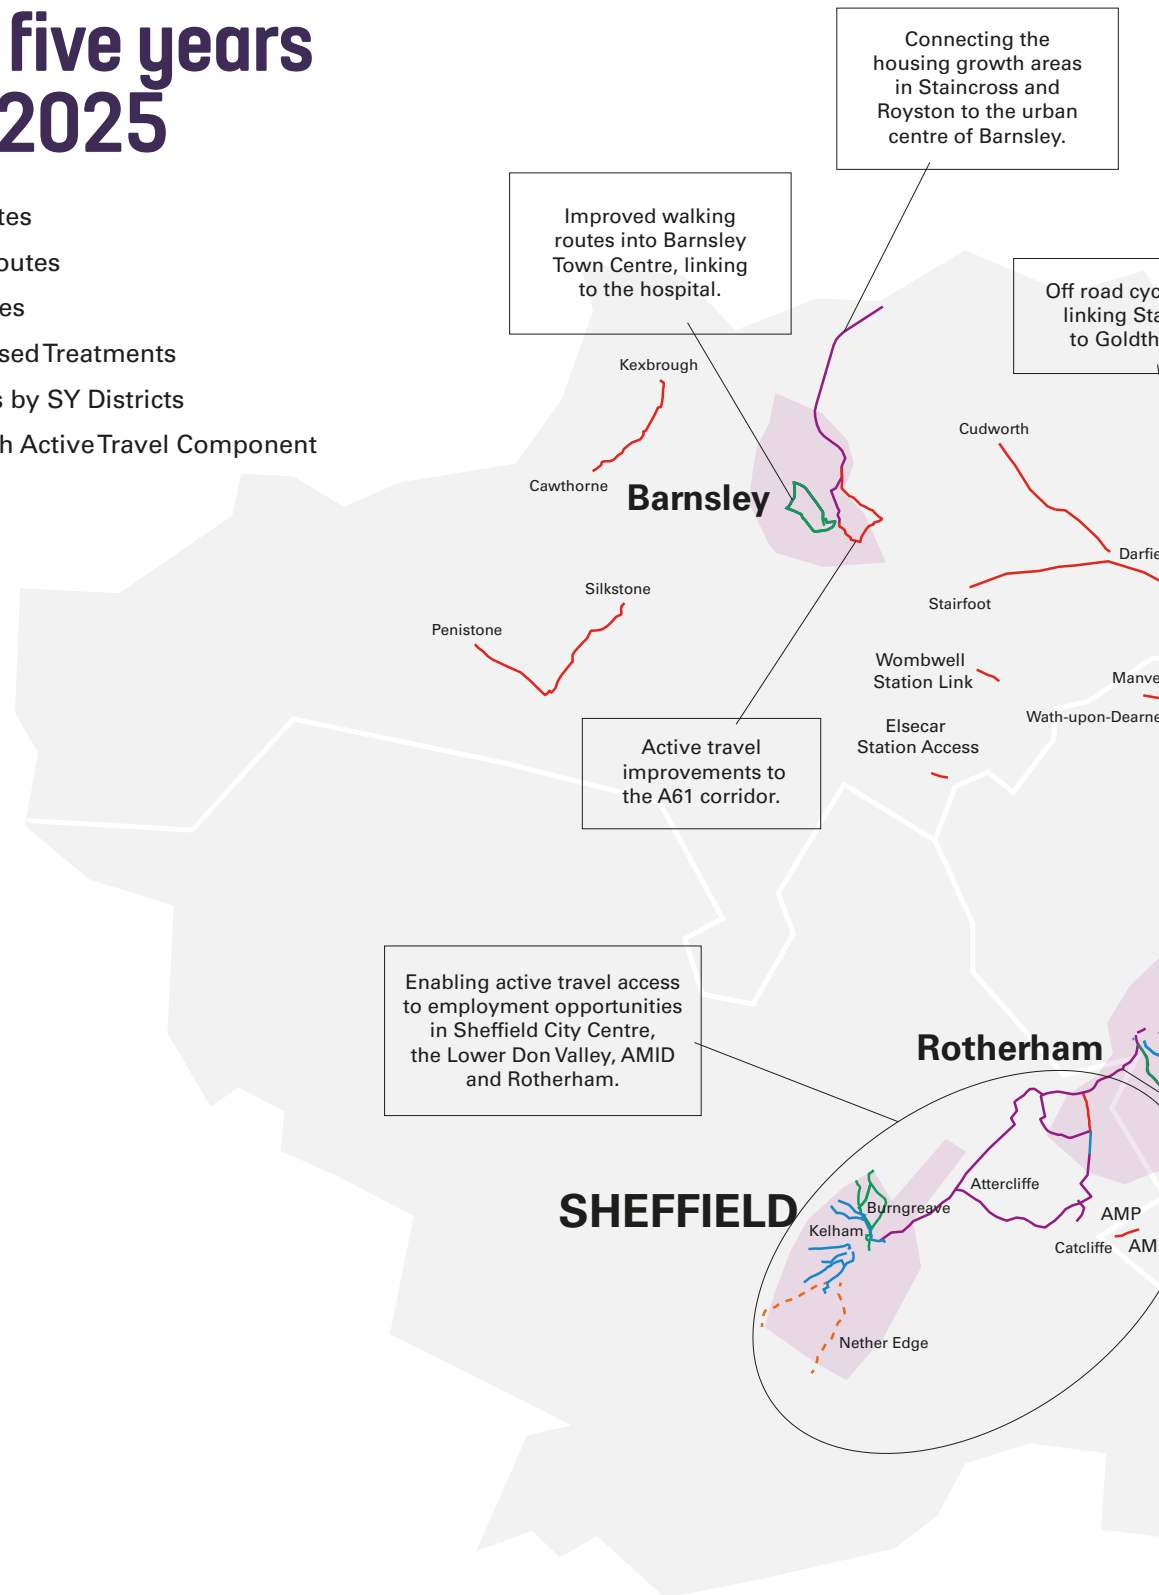 five years
2025
tes
outes
es
sed Treatments
s by SY Districts
h Active Travel Component
Connecting the
housing growth areas
in Staincross and
Royston to the urban
centre of Barnsley.
Improved walking
routes into Barnsley
Town Centre, linking
to the hospital.
Off road cyc
linking Sta
to Goldth
Kexbrough
Cawthorne
Barnsley
Cudworth
Darfie
Stairfoot
Silkstone
Penistone
Wombwell
Station Link
Manve
Wath-upon-Dearne
Elsecar
Station Access
Active travel
improvements to
the A61 corridor.
Enabling active travel access
to employment opportunities
in Sheffield City Centre,
the Lower Don Valley, AMID
and Rotherham.
Rotherham
SHEFFIELD
Attercliffe
Burngreave
Kelham
AMP
Catcliffe
AM
Nether Edge